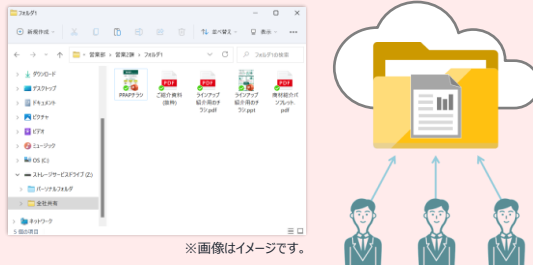 フォルダ1
新規作成
並べ替え
表示
営業部 > 営業2課 > フォルダ1
フォルダ1の検索
ダウンロード
デスクトップ
ドキュメント
ピクチャ
ビデオ
ミュージック
OS (C:)
ストレージサービスドライブ (Z:)
パーソナルフォルダ
全社共有
ネットワーク
PPAPチラシ
PDF
ご紹介資料
(抜粋)
PDF
ラインアップ
紹介用のチ
ラシ.pdf
ラインアップ
紹介用のチ
ラシ.ppt
PDF
商材紹介パ
ンフレット.
pdf
5 個の項目
※画像はイメージです。